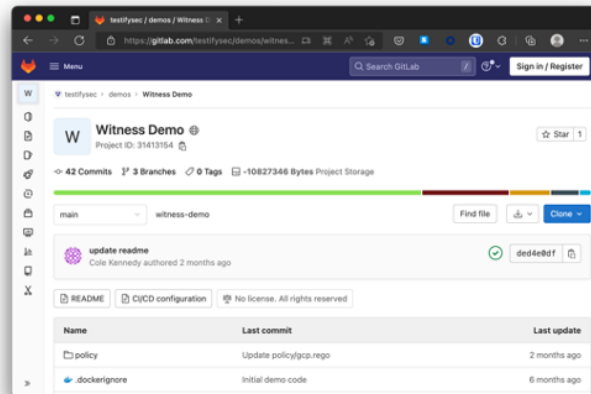 testifysec / demos / Witness D
https://gitlab.com/testifysec/demos/witnes...
Menu
Search GitLab
/
Sign in / Register
W
testifysec > demos > Witness Demo
W
Witness Demo
Project ID: 31413154
Star 1
42 Commits 3 Branches 0 Tags -10827346 Bytes Project Storage
main
witness-demo
Find file
Clone
update readme
Cole Kennedy authored 2 months ago
ded4e0df
README
CI/CD configuration
No license. All rights reserved
Name Last commit Last update
policy Update policy/gcp.rego 2 months ago
.dockerignore Initial demo code 6 months ago